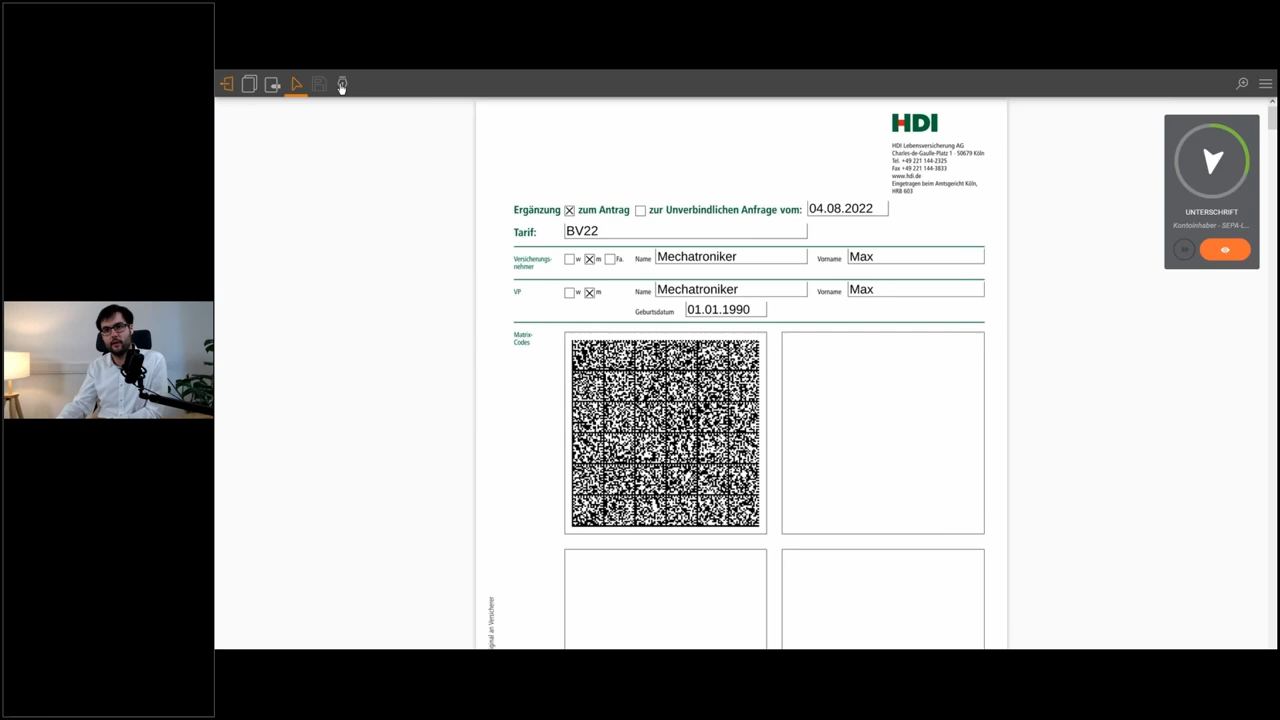 HDI
HDI Lebensversicherung AG
Charles-de-Gaulle-Platz 1 · 50679 Köln
Tel. +49 221 144-2325
Fax +49 221 144-3833
www.hdi.de
Eingetragen beim Amtsgericht Köln,
HRB 603
Ergänzung zum Antrag zur Unverbindlichen Anfrage vom: 04.08.2022
Tarif: BV22
Versicherungs-
nehmer
w m Fa. Name Mechatroniker Vorname Max
VP w m Name Mechatroniker Vorname Max
Geburtsdatum 01.01.1990
Matrix-
Codes
ginal an Versicherer
UNTERSCHRIFT
Kontoinhaber - SEPA-L...